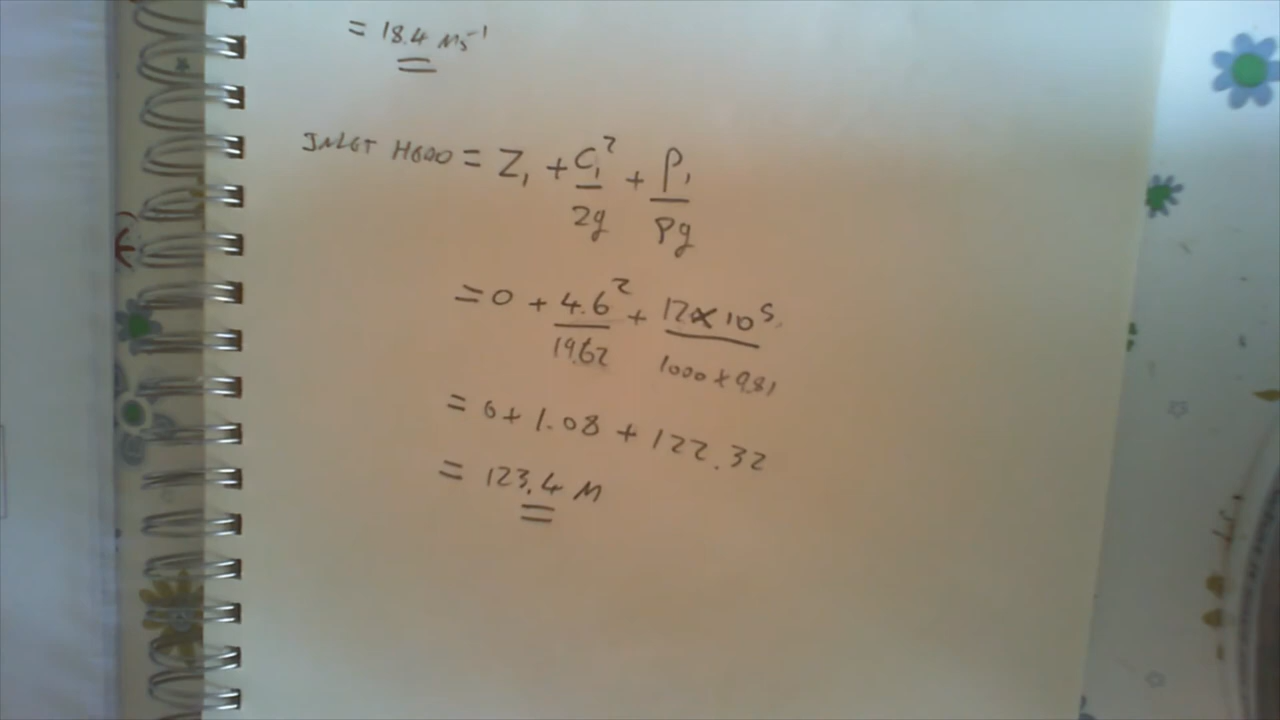 = 18.4 Ms⁻¹
INLET HEAD = Z₁ + C₁²/2g + P₁/ρg
= 0 + 4.6²/19.62 + 12 × 10⁵/1000 × 9.81
= 0 + 1.08 + 122.32
= 123.4 M